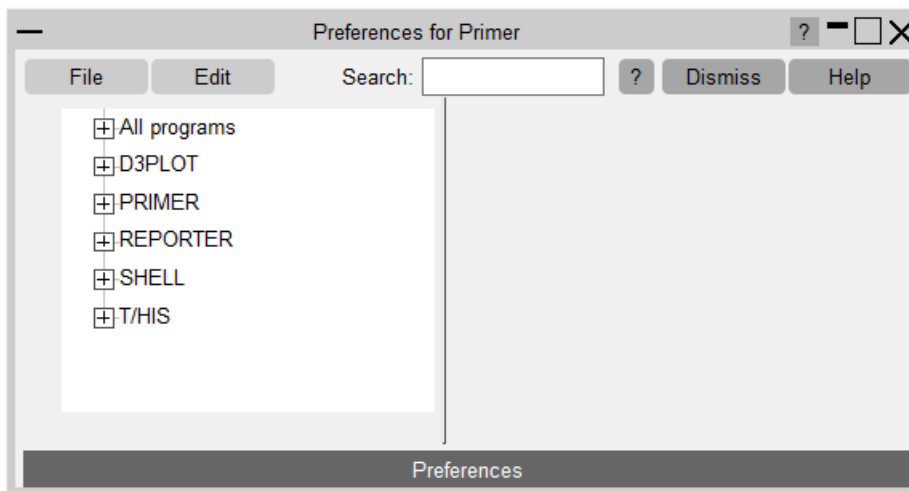 Preferences for Primer ?
File Edit Search: ? Dismiss Help
All programs
D3PLOT
PRIMER
REPORTER
SHELL
T/HIS
Preferences